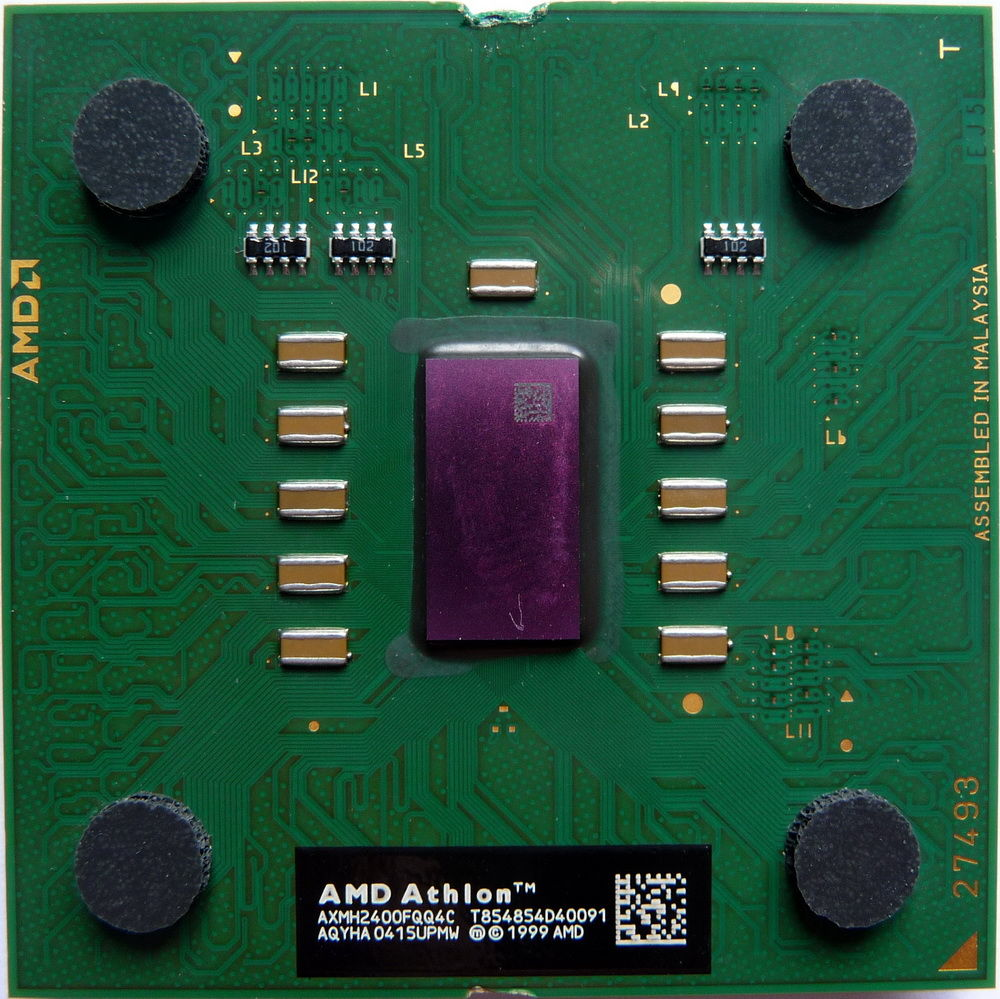 T
L1
L9
L2
L3
L5
L12
EJ5
201
102
102
AMD
ASSEMBLED IN MALAYSIA
L6
L8
L11
27493
AMD Athlon™
AXMH2400FQQ4C T854854D40091
AQYHA 0415UPMW ⓜ © 1999 AMD